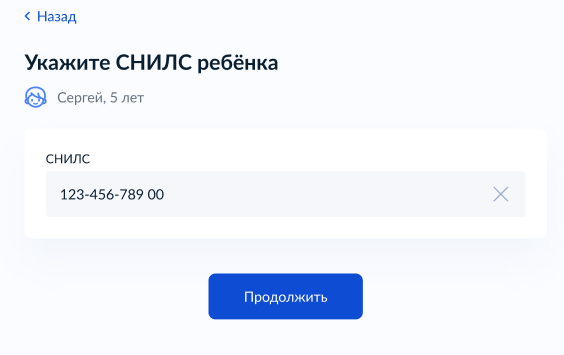 Назад
Укажите СНИЛС ребёнка
Сергей, 5 лет
СНИЛС
123-456-789 00
Продолжить